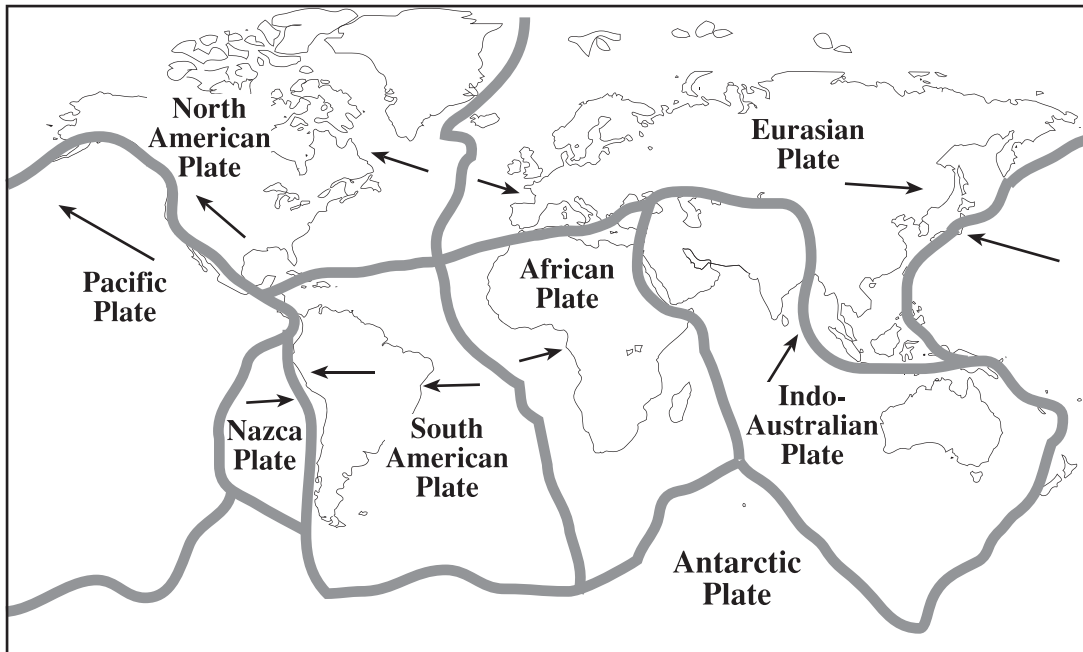 North
American
Plate
Eurasian
Plate
Pacific
Plate
African
Plate
Nazca
Plate
South
American
Plate
Indo-
Australian
Plate
Antarctic
Plate